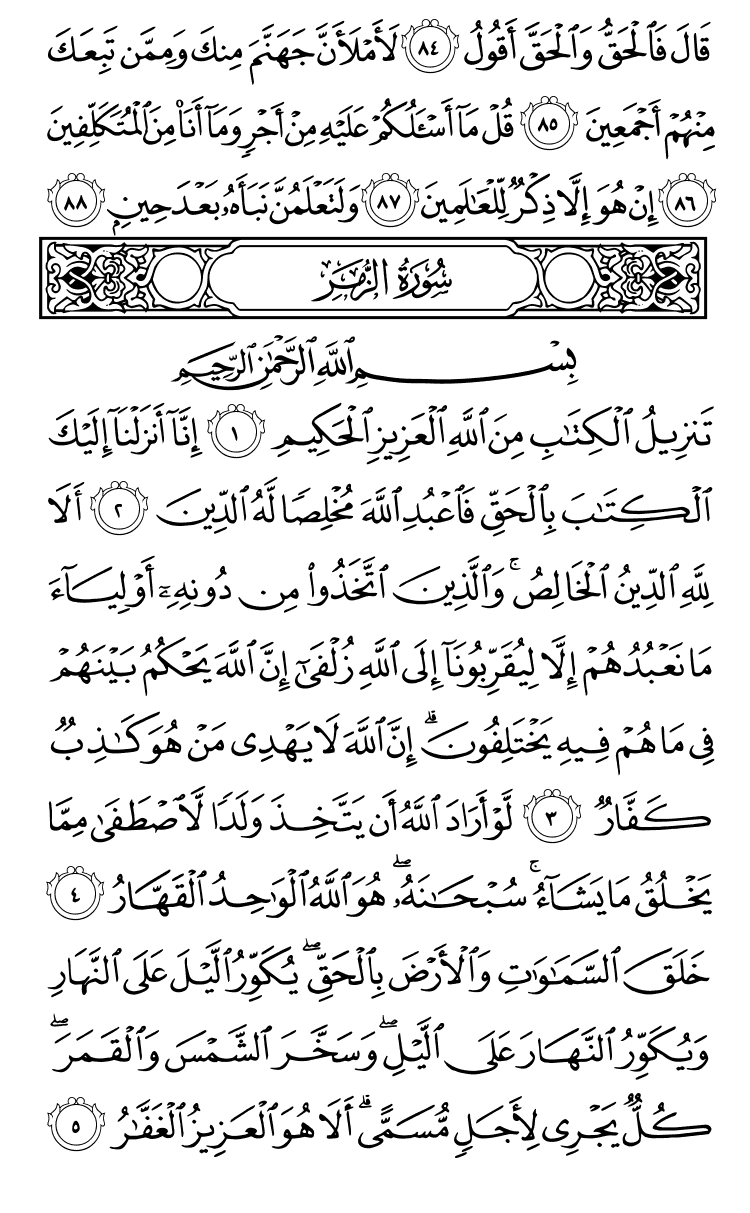 قَالَ فَٱلۡحَقُّ وَٱلۡحَقَّ أَقُولُ ٨٤ لَأَمۡلَأَنَّ جَهَنَّمَ مِنكَ وَمِمَّن تَبِعَكَ
مِنۡهُمۡ أَجۡمَعِينَ ٨٥ قُلۡ مَآ أَسۡـَٔلُكُمۡ عَلَيۡهِ مِنۡ أَجۡرٖ وَمَآ أَنَا۠ مِنَ ٱلۡمُتَكَلِّفِينَ
٨٦ إِنۡ هُوَ إِلَّا ذِكۡرٞ لِّلۡعَٰلَمِينَ ٨٧ وَلَتَعۡلَمُنَّ نَبَأَهُۥ بَعۡدَ حِينِۭ ٨٨
سُورَةُ الزُّمَرِ
بِسۡمِ ٱللَّهِ ٱلرَّحۡمَٰنِ ٱلرَّحِيمِ
تَنزِيلُ ٱلۡكِتَٰبِ مِنَ ٱللَّهِ ٱلۡعَزِيزِ ٱلۡحَكِيمِ ١ إِنَّآ أَنزَلۡنَآ إِلَيۡكَ
ٱلۡكِتَٰبَ بِٱلۡحَقِّ فَٱعۡبُدِ ٱللَّهَ مُخۡلِصٗا لَّهُ ٱلدِّينَ ٢ أَلَا
لِلَّهِ ٱلدِّينُ ٱلۡخَالِصُۚ وَٱلَّذِينَ ٱتَّخَذُواْ مِن دُونِهِۦٓ أَوۡلِيَآءَ
مَا نَعۡبُدُهُمۡ إِلَّا لِيُقَرِّبُونَآ إِلَى ٱللَّهِ زُلۡفَىٰٓ إِنَّ ٱللَّهَ يَحۡكُمُ بَيۡنَهُمۡ
فِي مَا هُمۡ فِيهِ يَخۡتَلِفُونَۗ إِنَّ ٱللَّهَ لَا يَهۡدِي مَنۡ هُوَ كَٰذِبٞ
كَفَّارٞ ٣ لَّوۡ أَرَادَ ٱللَّهُ أَن يَتَّخِذَ وَلَدٗا لَّٱصۡطَفَىٰ مِمَّا
يَخۡلُقُ مَا يَشَآءُۚ سُبۡحَٰنَهُۥۖ هُوَ ٱللَّهُ ٱلۡوَٰحِدُ ٱلۡقَهَّارُ ٤
خَلَقَ ٱلسَّمَٰوَٰتِ وَٱلۡأَرۡضَ بِٱلۡحَقِّۖ يُكَوِّرُ ٱلَّيۡلَ عَلَى ٱلنَّهَارِ
وَيُكَوِّرُ ٱلنَّهَارَ عَلَى ٱلَّيۡلِۖ وَسَخَّرَ ٱلشَّمۡسَ وَٱلۡقَمَرَۖ
كُلّٞ يَجۡرِي لِأَجَلٖ مُّسَمًّىۗ أَلَا هُوَ ٱلۡعَزِيزُ ٱلۡغَفَّٰرُ ٥